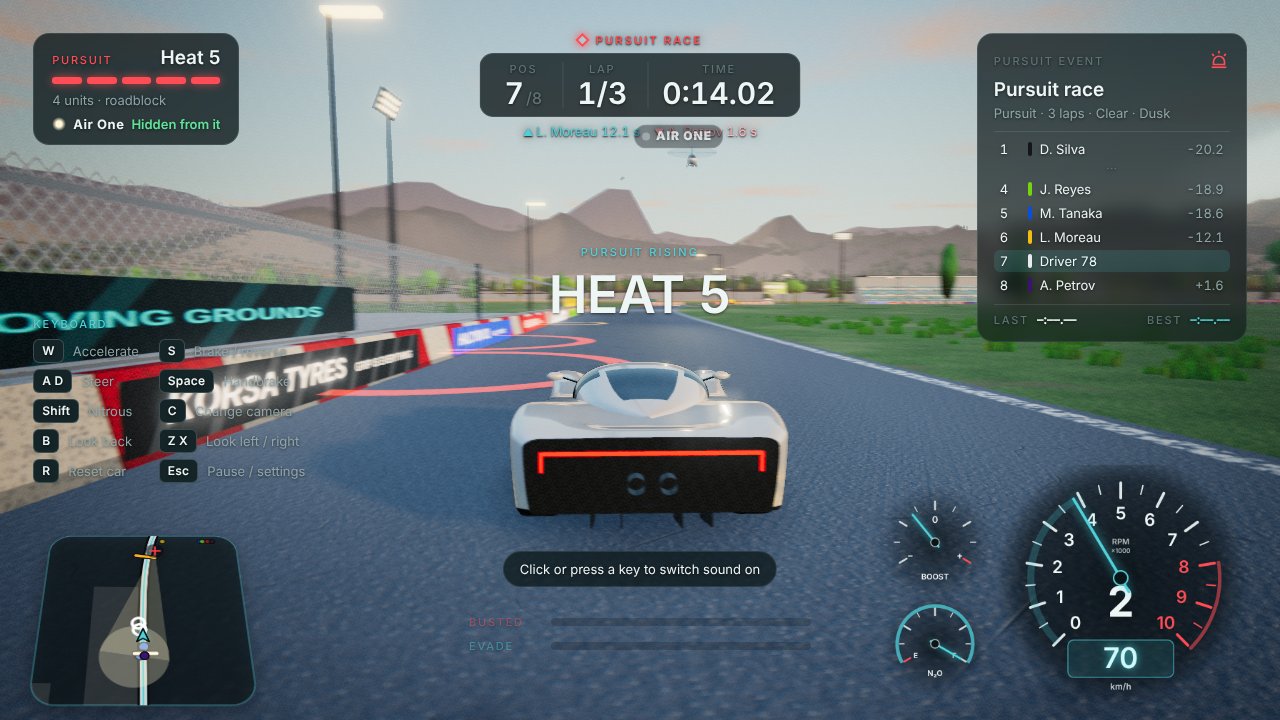 PURSUIT Heat 5
4 units · roadblock
Air One Hidden from it
PURSUIT RACE
POS LAP TIME
7/8 1/3 0:14.02
L. Moreau 12.1 s 1.6 s
AIR ONE
PURSUIT EVENT
Pursuit race
Pursuit · 3 laps · Clear · Dusk
1 D. Silva -20.2
...
4 J. Reyes -18.9
5 M. Tanaka -18.6
6 L. Moreau -12.1
7 Driver 78
8 A. Petrov +1.6
LAST -:--.--- BEST -:--.---
PURSUIT RISING
HEAT 5
OVING GROUNDS
KORSA TYRES
KEYBOARD
W Accelerate S Brake / reverse
A D Steer Space Handbrake
Shift Nitrous C Change camera
B Look back Z X Look left / right
R Reset car Esc Pause / settings
Click or press a key to switch sound on
BUSTED
EVADE
0
+
BOOST
E F
N₂O
0 1 2 3 4 5 6 7 8 9 10
RPM
×1000
2
70
km/h